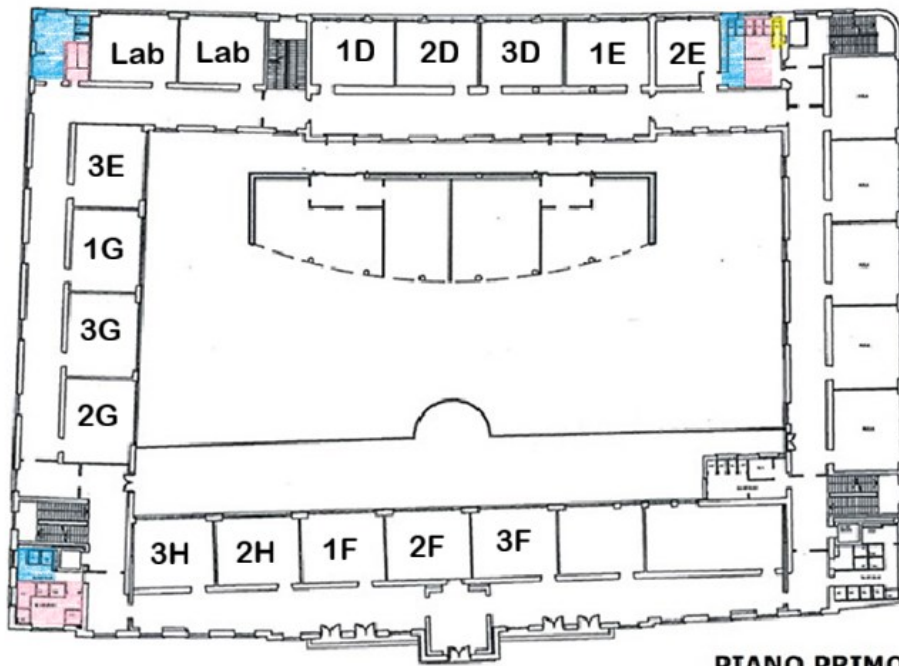 Lab Lab 1D 2D 3D 1E 2E
3E
1G
3G
2G
3H 2H 1F 2F 3F
PIANO PRIMO